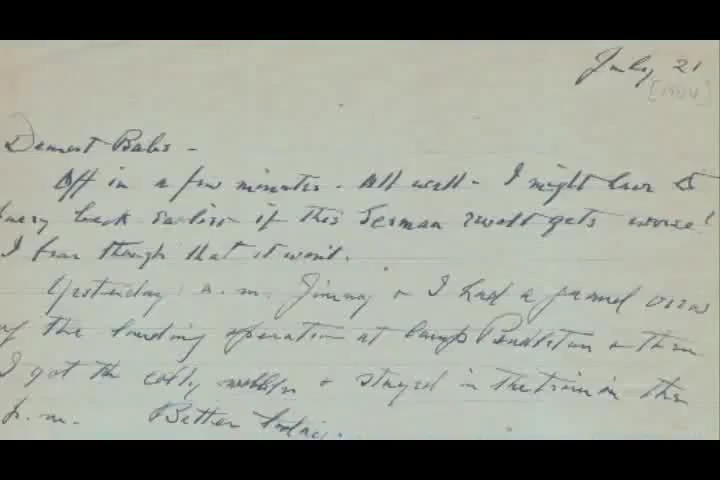 July 21
[1944]
Dearest Babs -
Off in a few minutes - All well - I might have to
hurry back earlier if this German revolt gets worse!
I fear though that it won't.
Yesterday a.m. Jimmy & I had a grand view
of the landing operation at Camp Pendleton & then
I got the collywobbles & stayed in the train in the
p.m. Better today.